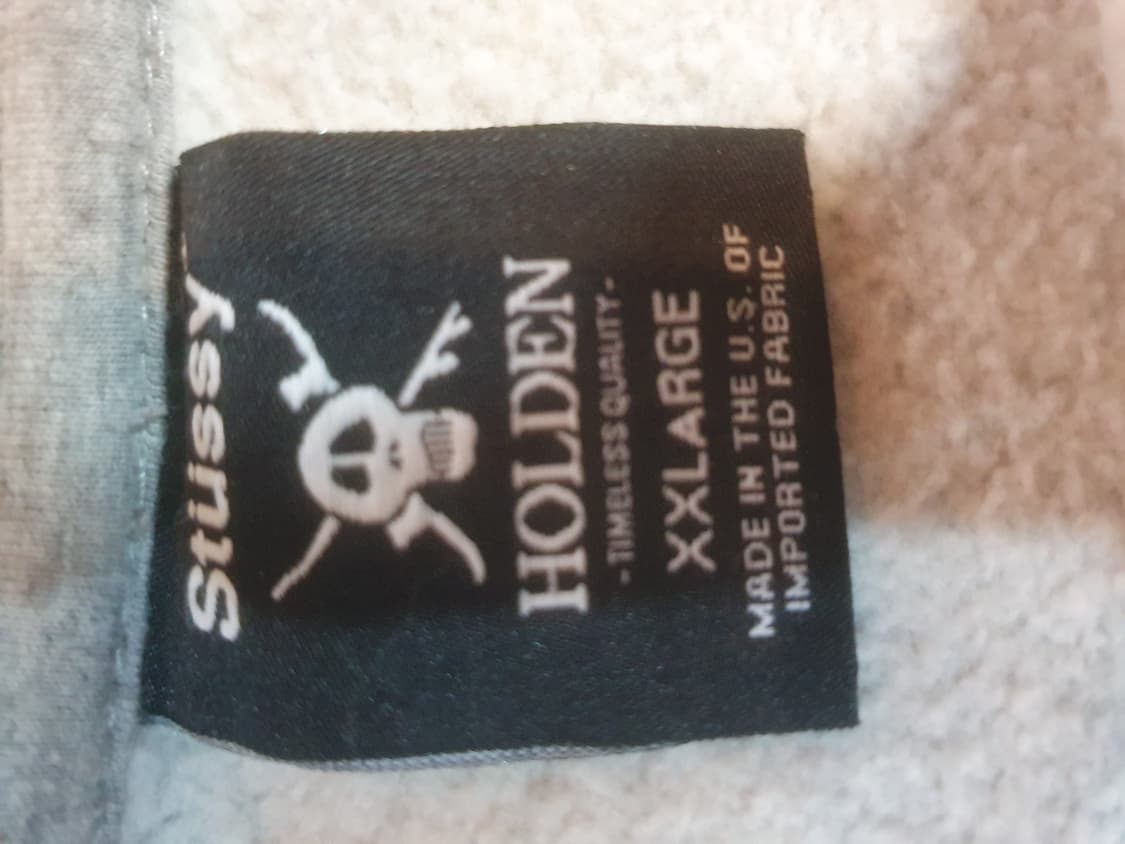 Stüssy
HOLDEN
-TIMELESS QUALITY-
XXLARGE
MADE IN THE U.S. OF
IMPORTED FABRIC